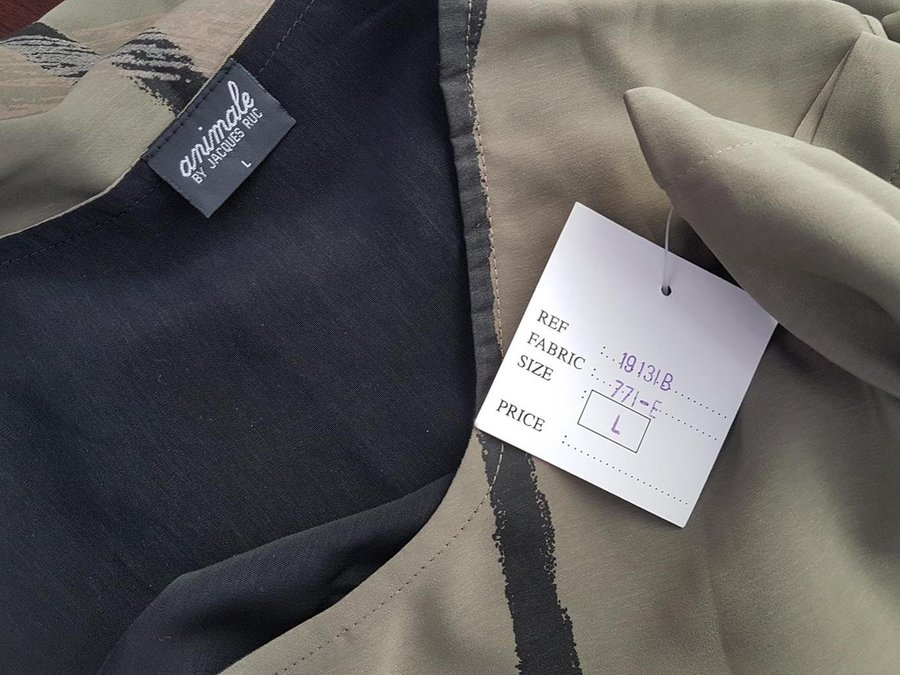 animale
BY JACQUES RUC
L
REF :. 19131B
FABRIC :. 771-E
SIZE : L
PRICE :